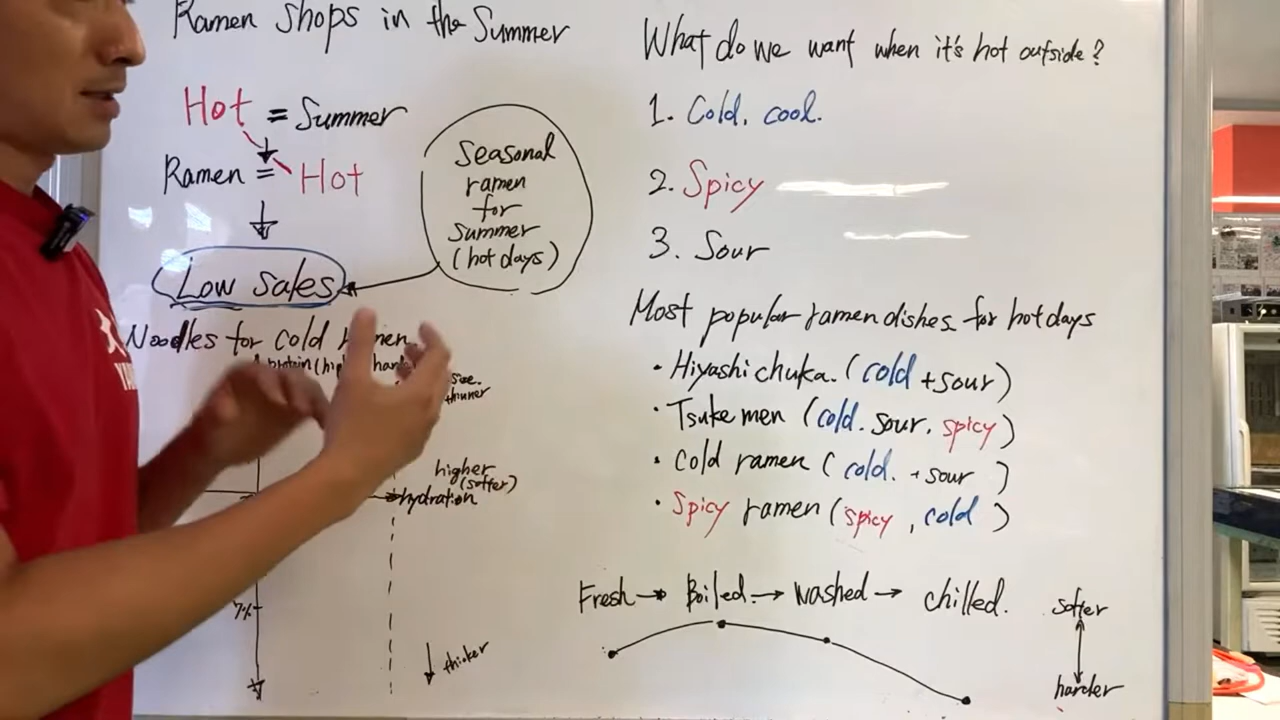 Ramen shops in the Summer
Hot = Summer
Ramen = Hot
Low sales
seasonal
ramen
for
summer
(hot days)
Noodles for cold
protein
size.
thinner
higher
(softer)
hydration
7%
thicker
What do we want when it's hot outside?
1. Cold, cool.
2. Spicy
3. Sour
Most popular ramen dishes for hot days
• Hiyashi chuka. (cold + sour)
• Tsuke men (cold. sour. spicy)
• Cold ramen (cold. + sour )
• Spicy ramen (spicy , cold )
Fresh → Boiled. → washed → chilled.
softer
harder